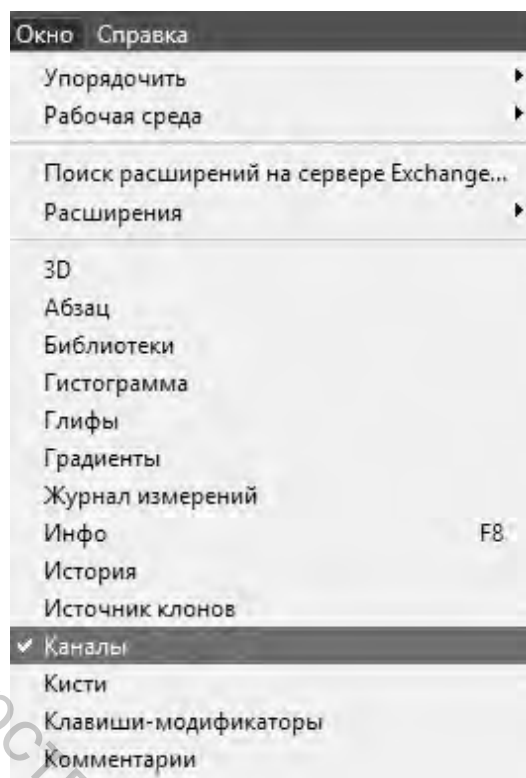 Окно Справка
Упорядочить
Рабочая среда
Поиск расширений на сервере Exchange...
Расширения
3D
Абзац
Библиотеки
Гистограмма
Глифы
Градиенты
Журнал измерений
Инфо F8
История
Источник клонов
Каналы
Кисти
Клавиши-модификаторы
Комментарии